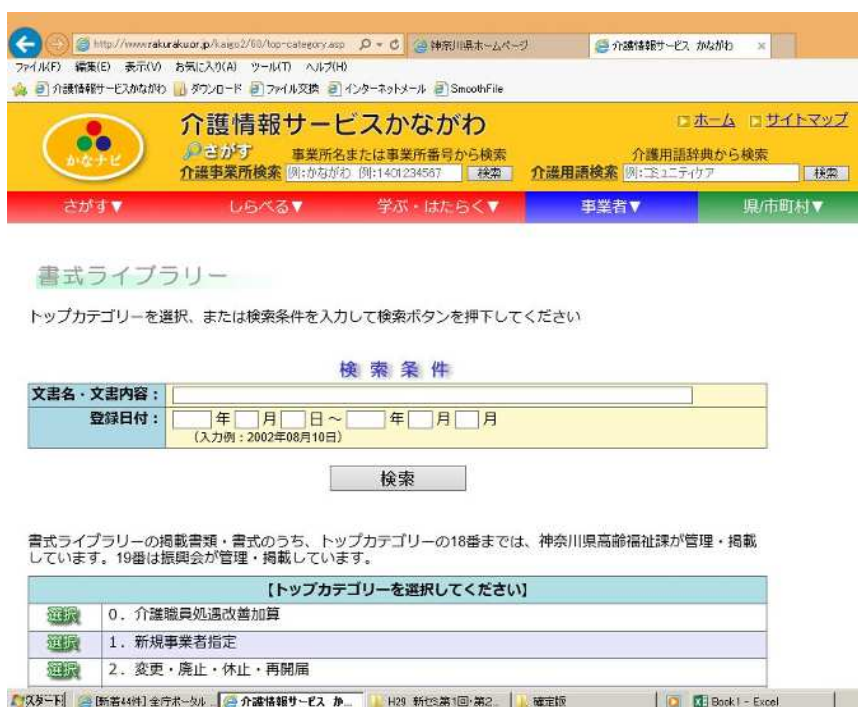 http://www.rakurakuor.jp/kaigo2/60/top-category.asp
神奈川県ホームページ
介護情報サービス かながわ
ファイル(F) 編集(E) 表示(V) お気に入り(A) ツール(T) ヘルプ(H)
介護情報サービスかながわ ダウンロード ファイル交換 インターネットメール SmoothFile
介護情報サービスかながわ
ホーム サイトマップ
かなナビ
さがす 事業所名または事業所番号から検索 介護用語辞典から検索
介護事業所検索 例:かながわ 例:1401234567 検索 介護用語検索 例:コミュニティケア 検索
さがす▼ しらべる▼ 学ぶ・はたらく▼ 事業者▼ 県/市町村▼
書式ライブラリー
トップカテゴリーを選択、または検索条件を入力して検索ボタンを押下してください
検索条件
文書名・文書内容:
登録日付: 年 月 日~ 年 月 月
(入力例:2002年08月10日)
検索
書式ライブラリーの掲載書類・書式のうち、トップカテゴリーの18番までは、神奈川県高齢福祉課が管理・掲載
しています。19番は振興会が管理・掲載しています。
【トップカテゴリーを選択してください】
選択 0．介護職員処遇改善加算
選択 1．新規事業者指定
選択 2．変更・廃止・休止・再開届
スタート [新着44件] 全庁ポータル ... 介護情報サービス か... H29 新セミ第1回・第2... 確定版 Book1 - Excel